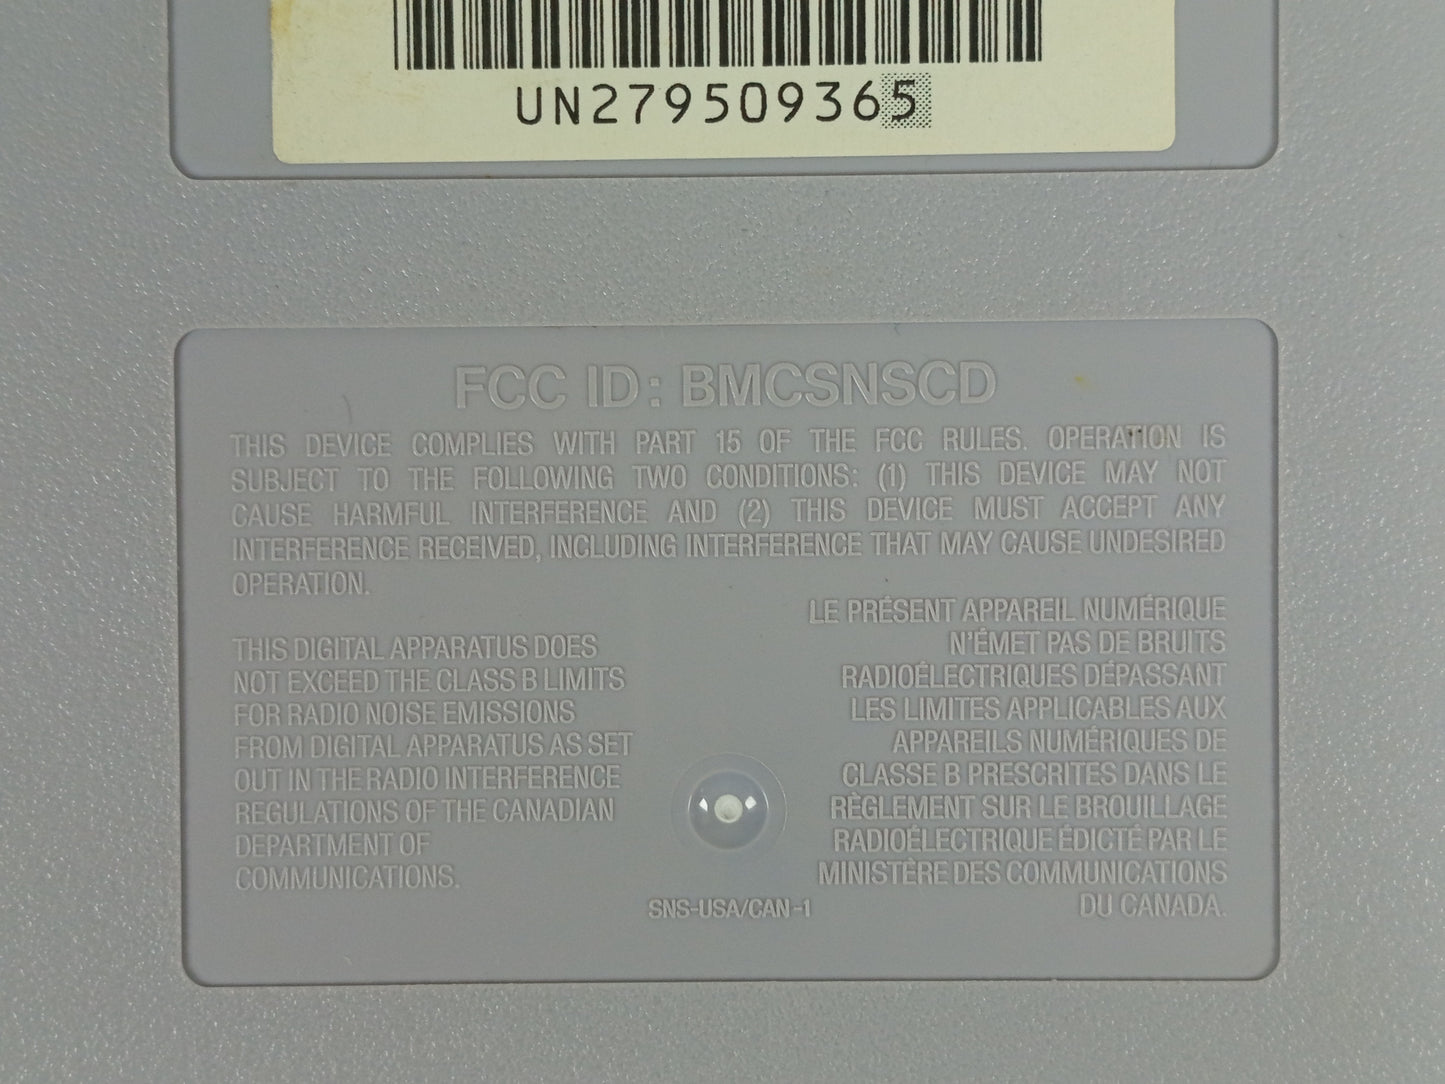 UN279509365
FCC ID: BMCSNSCD
THIS DEVICE COMPLIES WITH PART 15 OF THE FCC RULES. OPERATION IS
SUBJECT TO THE FOLLOWING TWO CONDITIONS: (1) THIS DEVICE MAY NOT
CAUSE HARMFUL INTERFERENCE AND (2) THIS DEVICE MUST ACCEPT ANY
INTERFERENCE RECEIVED, INCLUDING INTERFERENCE THAT MAY CAUSE UNDESIRED
OPERATION.
THIS DIGITAL APPARATUS DOES
NOT EXCEED THE CLASS B LIMITS
FOR RADIO NOISE EMISSIONS
FROM DIGITAL APPARATUS AS SET
OUT IN THE RADIO INTERFERENCE
REGULATIONS OF THE CANADIAN
DEPARTMENT OF
COMMUNICATIONS.
LE PRÉSENT APPAREIL NUMÉRIQUE
N'ÉMET PAS DE BRUITS
RADIOÉLECTRIQUES DÉPASSANT
LES LIMITES APPLICABLES AUX
APPAREILS NUMÉRIQUES DE
CLASSE B PRESCRITES DANS LE
RÈGLEMENT SUR LE BROUILLAGE
RADIOÉLECTRIQUE ÉDICTÉ PAR LE
MINISTÈRE DES COMMUNICATIONS
DU CANADA.
SNS-USA/CAN-1